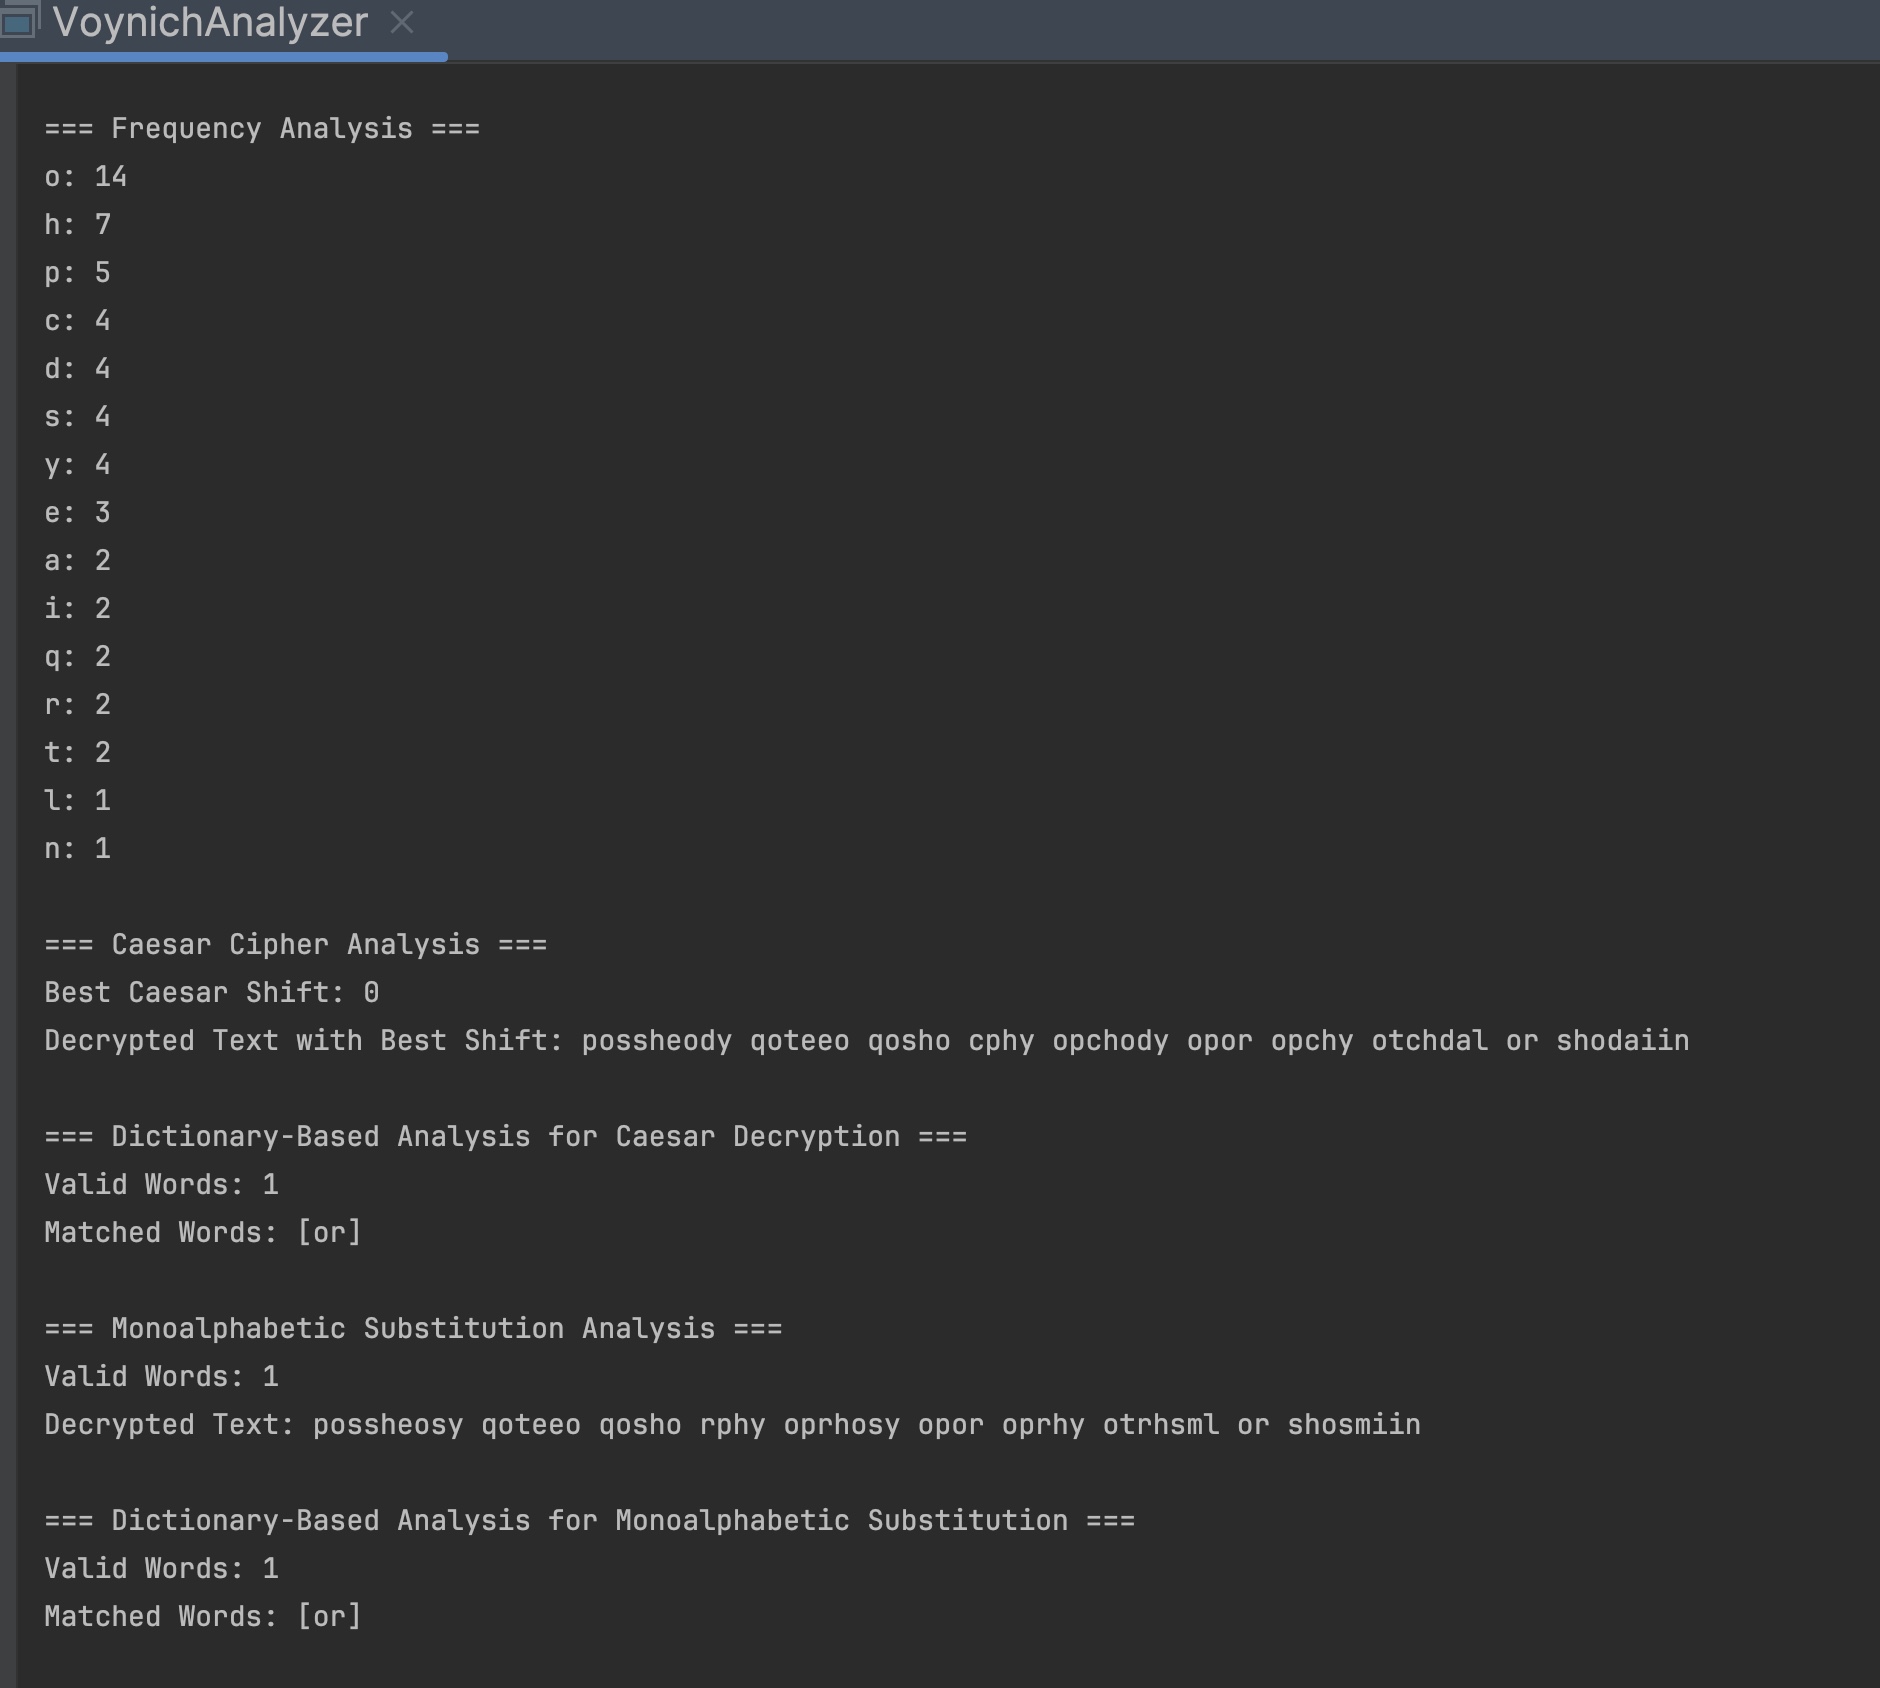 VoynichAnalyzer
=== Frequency Analysis ===
o: 14
h: 7
p: 5
c: 4
d: 4
s: 4
y: 4
e: 3
a: 2
i: 2
q: 2
r: 2
t: 2
l: 1
n: 1
=== Caesar Cipher Analysis ===
Best Caesar Shift: 0
Decrypted Text with Best Shift: possheody qoteeo qosho cphy opchody opor opchy otchdal or shodaiin
=== Dictionary-Based Analysis for Caesar Decryption ===
Valid Words: 1
Matched Words: [or]
=== Monoalphabetic Substitution Analysis ===
Valid Words: 1
Decrypted Text: possheosy qoteeo qosho rphy oprhosy opor oprhy otrhsml or shosmiin
=== Dictionary-Based Analysis for Monoalphabetic Substitution ===
Valid Words: 1
Matched Words: [or]